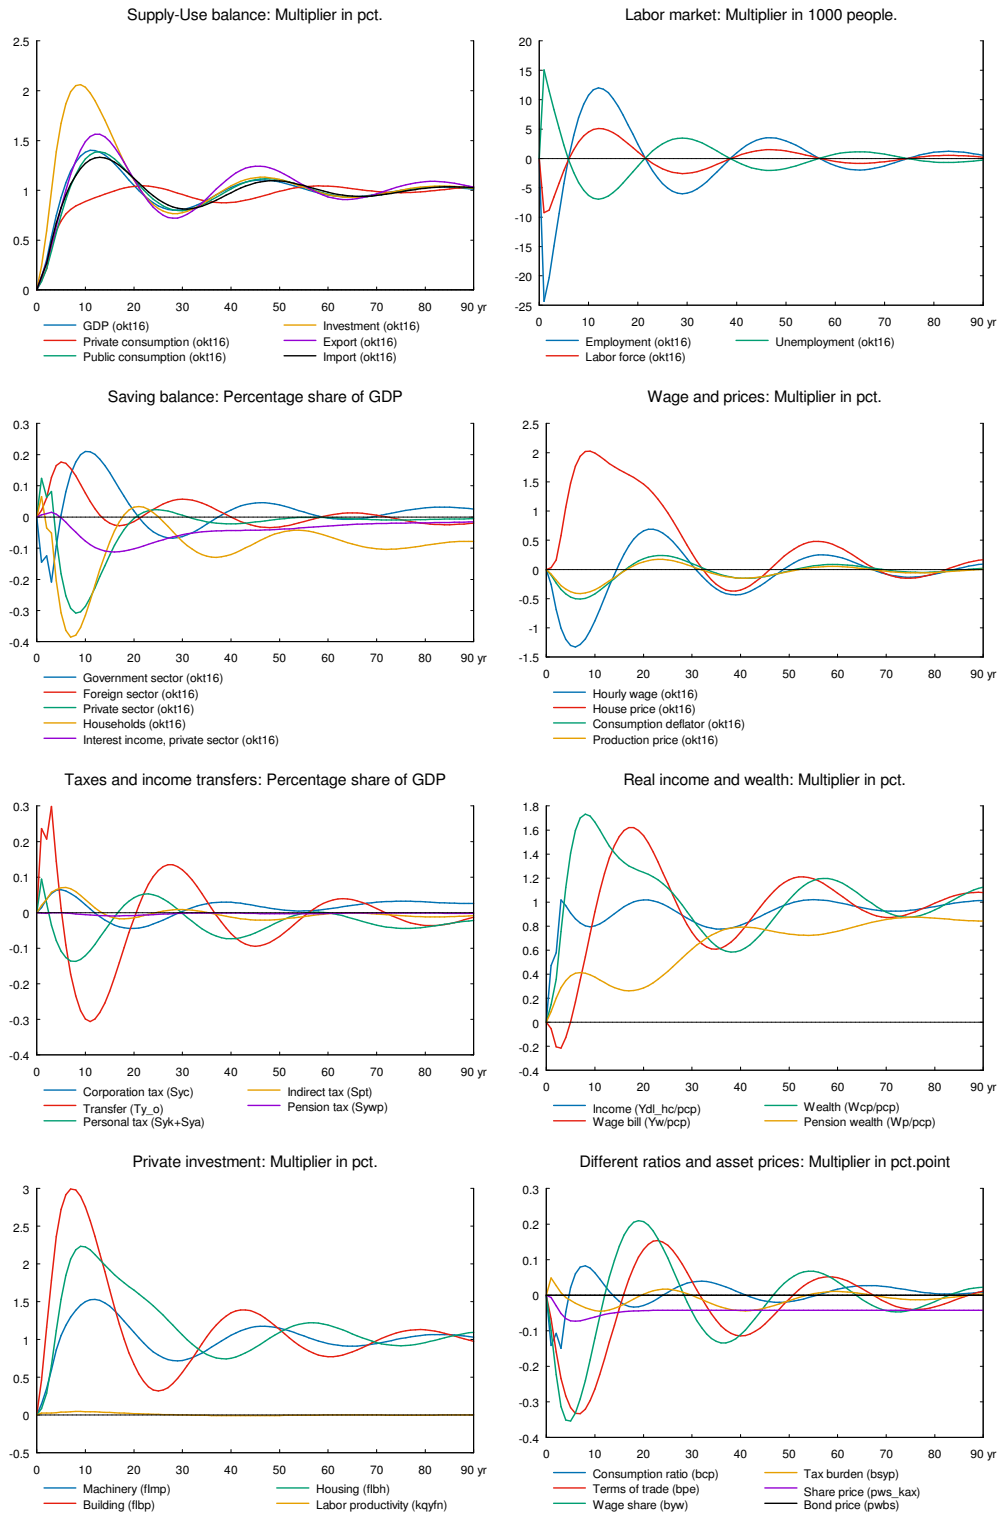 Supply-Use balance: Multiplier in pct.
2.5
2
1.5
1
0.5
0
0 10 20 30 40 50 60 70 80 90 yr
GDP (okt16)
Private consumption (okt16)
Public consumption (okt16)
Investment (okt16)
Export (okt16)
Import (okt16)
Labor market: Multiplier in 1000 people.
20
15
10
5
0
-5
-10
-15
-20
-25
0 10 20 30 40 50 60 70 80 90 yr
Employment (okt16)
Labor force (okt16)
Unemployment (okt16)
Saving balance: Percentage share of GDP
0.3
0.2
0.1
0
-0.1
-0.2
-0.3
-0.4
0 10 20 30 40 50 60 70 80 90 yr
Government sector (okt16)
Foreign sector (okt16)
Private sector (okt16)
Households (okt16)
Interest income, private sector (okt16)
Wage and prices: Multiplier in pct.
2.5
2
1.5
1
0.5
0
-0.5
-1
-1.5
0 10 20 30 40 50 60 70 80 90 yr
Hourly wage (okt16)
House price (okt16)
Consumption deflator (okt16)
Production price (okt16)
Taxes and income transfers: Percentage share of GDP
0.3
0.2
0.1
0
-0.1
-0.2
-0.3
-0.4
0 10 20 30 40 50 60 70 80 90 yr
Corporation tax (Syc)
Transfer (Ty_o)
Personal tax (Syk+Sya)
Indirect tax (Spt)
Pension tax (Sywp)
Real income and wealth: Multiplier in pct.
1.8
1.6
1.4
1.2
1
0.8
0.6
0.4
0.2
0
-0.2
-0.4
0 10 20 30 40 50 60 70 80 90 yr
Income (Ydl_hc/pcp)
Wage bill (Yw/pcp)
Wealth (Wcp/pcp)
Pension wealth (Wp/pcp)
Private investment: Multiplier in pct.
3
2.5
2
1.5
1
0.5
0
-0.5
0 10 20 30 40 50 60 70 80 90 yr
Machinery (fImp)
Building (fIbp)
Housing (fIbh)
Labor productivity (kqyfn)
Different ratios and asset prices: Multiplier in pct.point
0.3
0.2
0.1
0
-0.1
-0.2
-0.3
-0.4
0 10 20 30 40 50 60 70 80 90 yr
Consumption ratio (bcp)
Terms of trade (bpe)
Wage share (byw)
Tax burden (bsyp)
Share price (pws_kax)
Bond price (pwbs)